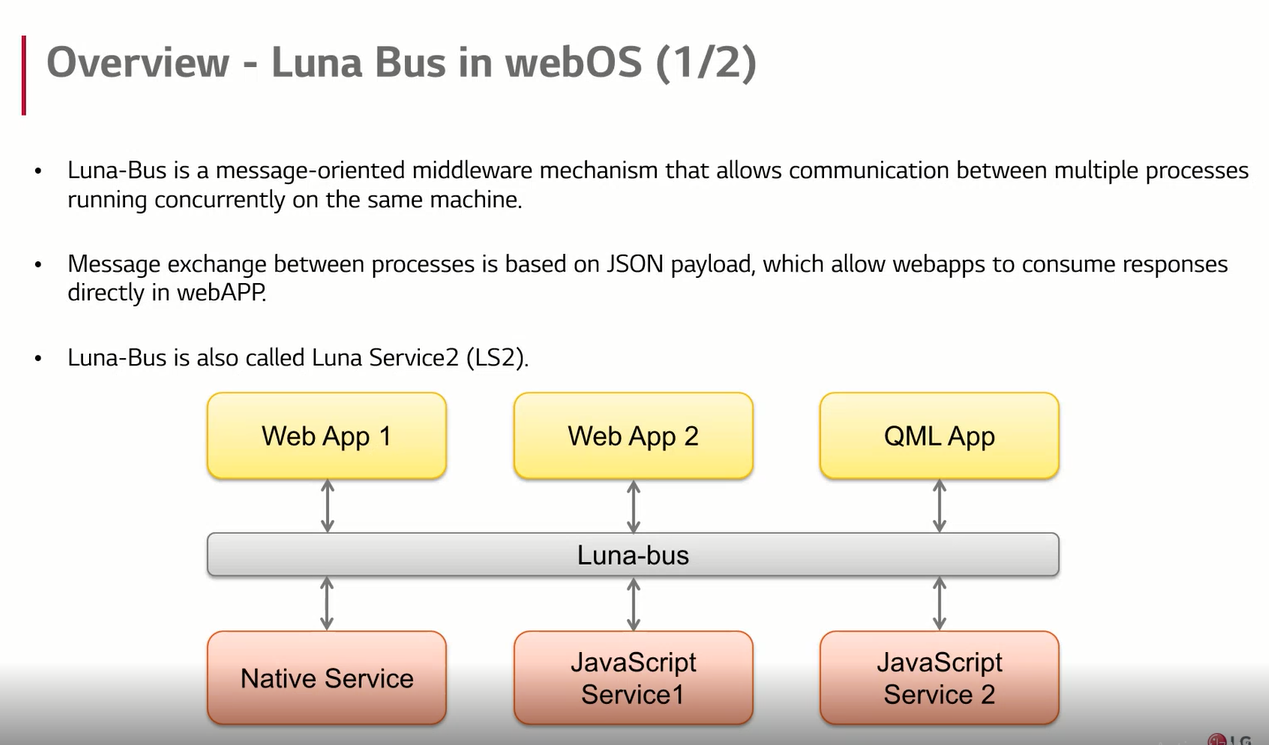 Overview - Luna Bus in webOS (1/2)
• Luna-Bus is a message-oriented middleware mechanism that allows communication between multiple processes
running concurrently on the same machine.
• Message exchange between processes is based on JSON payload, which allow webapps to consume responses
directly in webAPP.
• Luna-Bus is also called Luna Service2 (LS2).
Web App 1
Web App 2
QML App
Luna-bus
Native Service
JavaScript
Service1
JavaScript
Service 2
LG